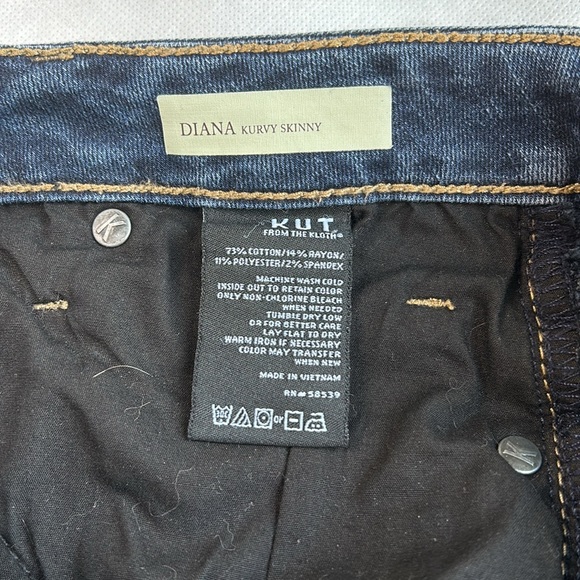 DIANA KURVY SKINNY
K
K.U.T.
FROM THE KLOTH®
73% COTTON/14% RAYON/
11% POLYESTER/2% SPANDEX
MACHINE WASH COLD
INSIDE OUT TO RETAIN COLOR
ONLY NON-CHLORINE BLEACH
WHEN NEEDED
TUMBLE DRY LOW
OR FOR BETTER CARE
LAY FLAT TO DRY
WARM IRON IF NECESSARY
COLOR MAY TRANSFER
WHEN NEW
MADE IN VIETNAM
RN# 58539
or
K